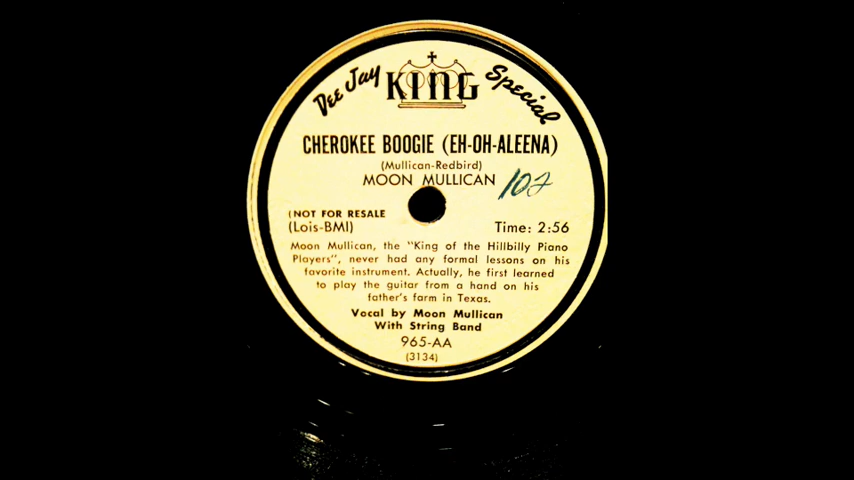 Dee Jay KING Special
CHEROKEE BOOGIE (EH-OH-ALEENA)
(Mullican-Redbird)
MOON MULLICAN
102
(NOT FOR RESALE
(Lois-BMI)
Time: 2:56
Moon Mullican, the "King of the Hillbilly Piano
Players", never had any formal lessons on his
favorite instrument. Actually, he first learned
to play the guitar from a hand on his
father's farm in Texas.
Vocal by Moon Mullican
With String Band
965-AA
(3134)